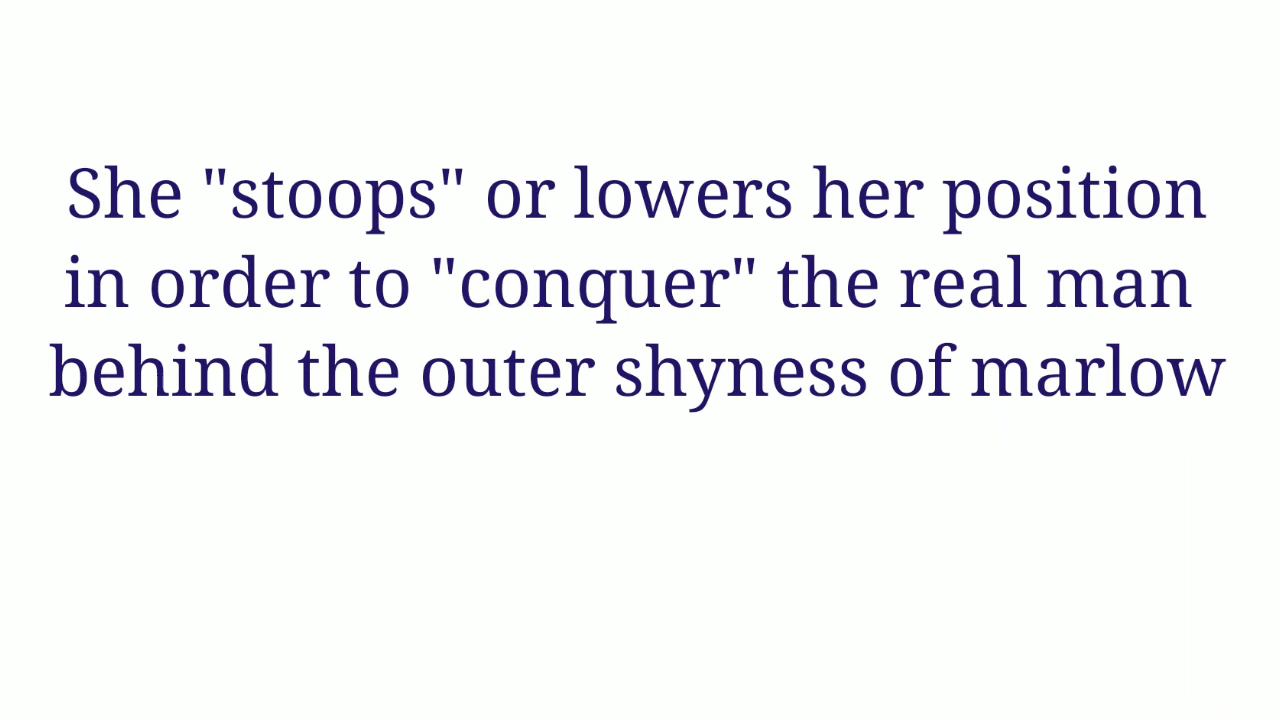 She "stoops" or lowers her position
in order to "conquer" the real man
behind the outer shyness of marlow